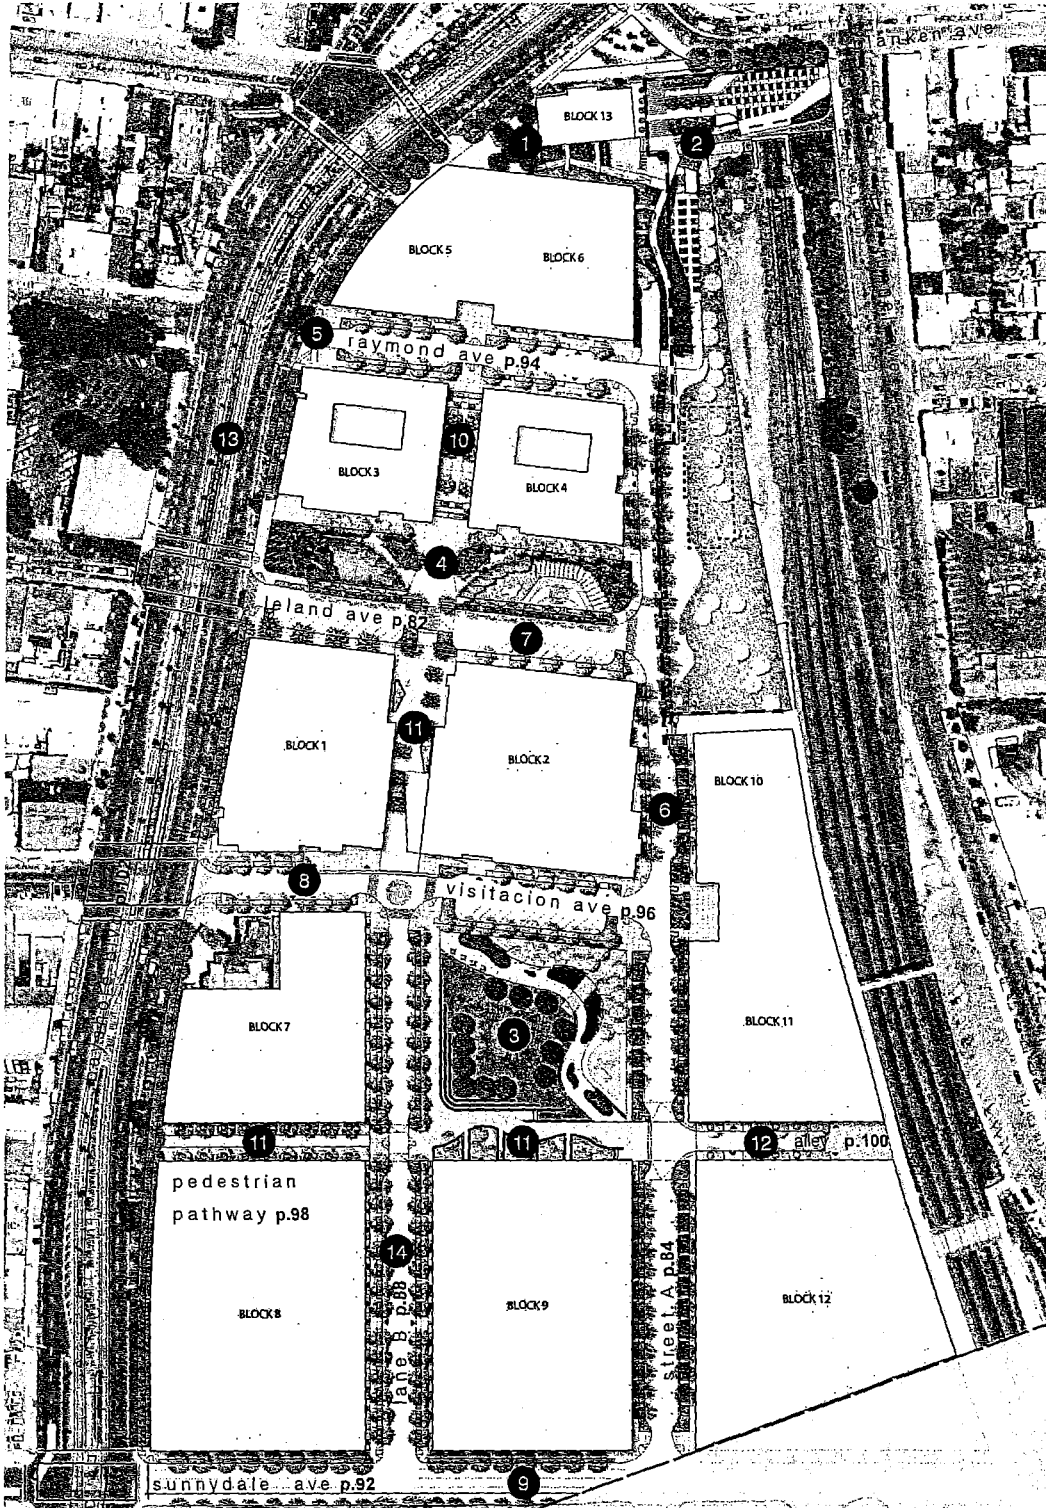 BLOCK 13
1
2
BLOCK 5
BLOCK 6
5
raymond ave p.94
13
10
BLOCK 3
BLOCK 4
4
leland ave p.82
7
11
BLOCK 1
BLOCK 2
BLOCK 10
6
8
visitacion ave p.96
BLOCK 7
3
BLOCK 11
11
11
12 alley p.100
pedestrian
pathway p.98
14
BLOCK 8
lane B p.88
BLOCK 9
street A p.84
BLOCK 12
9
sunnydale ave p.92